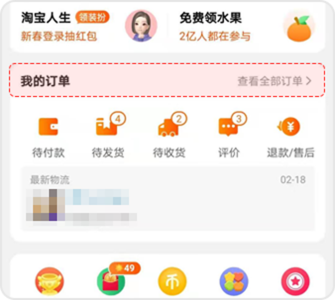 淘宝人生 领装扮
新春登录抽红包
免费领水果
2亿人都在参与
我的订单 查看全部订单 >
4 2 3
待付款 待发货 待收货 评价 退款/售后
最新物流 02-18
49